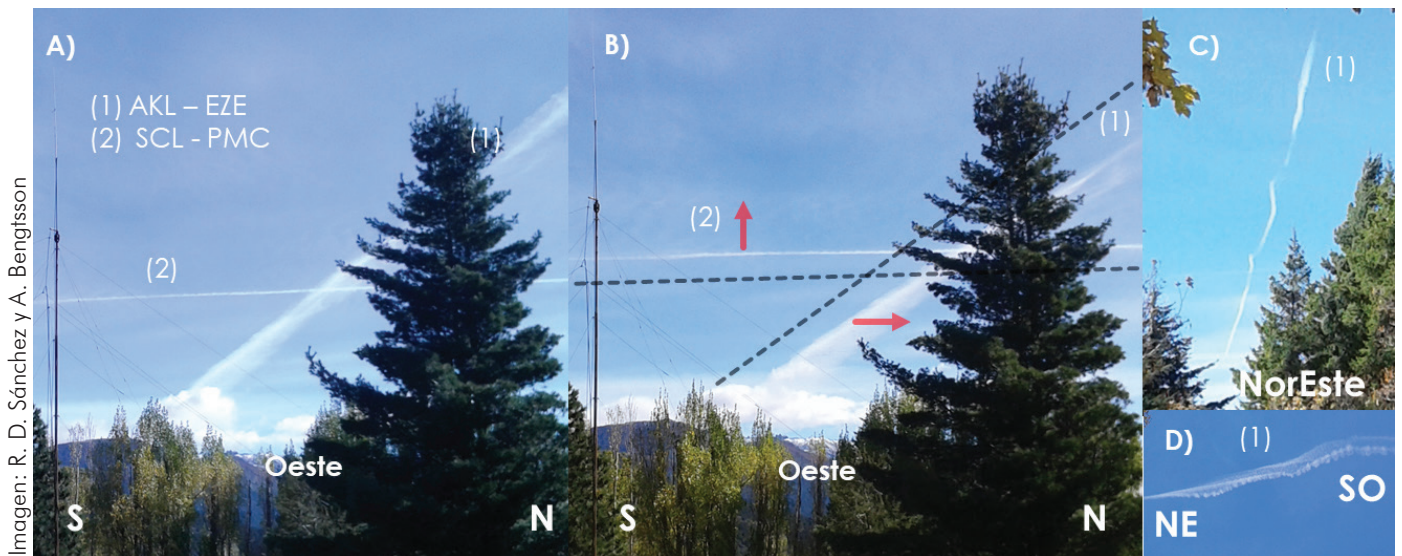 Imagen: R. D. Sánchez y A. Bengtsson
A)
(1) AKL – EZE
(2) SCL - PMC
(1)
(2)
Oeste
S
N
B)
(1)
(2)
Oeste
S
N
C)
(1)
NorEste
D)
(1)
SO
NE